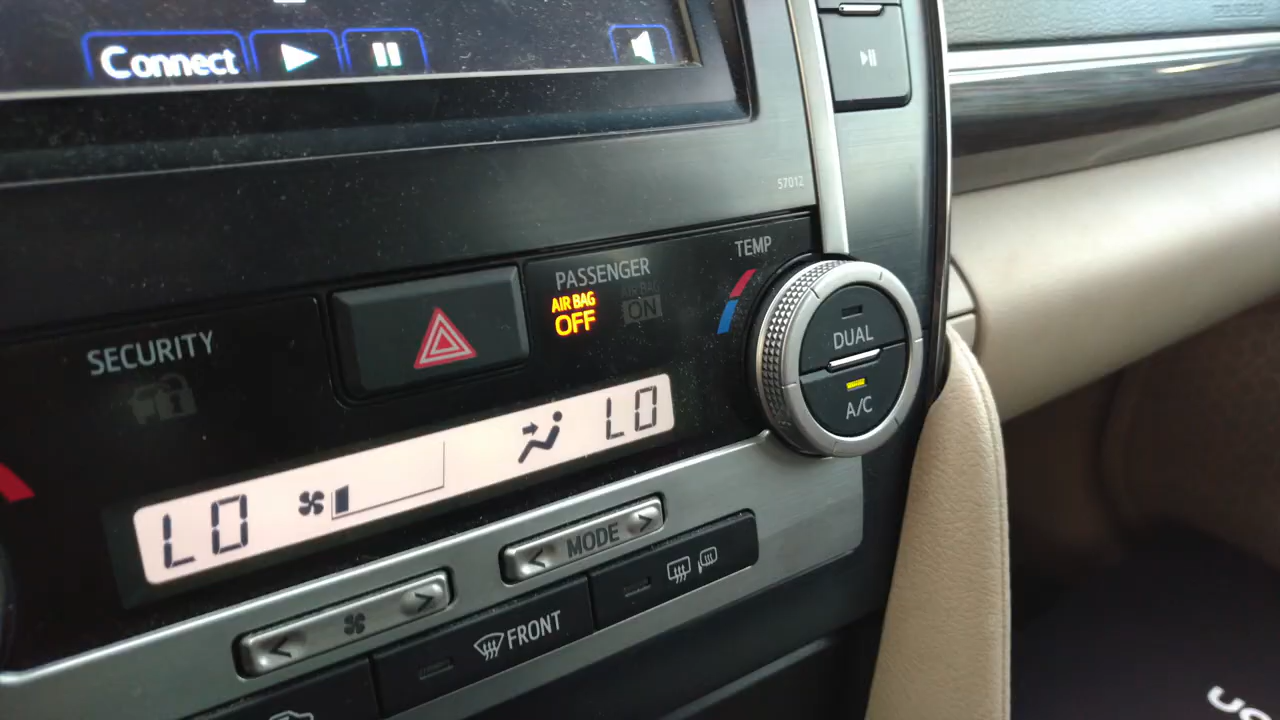 Connect
57012
TEMP
PASSENGER
AIR BAG
OFF
AIR BAG
ON
SECURITY
DUAL
A/C
LO
LO
MODE
FRONT